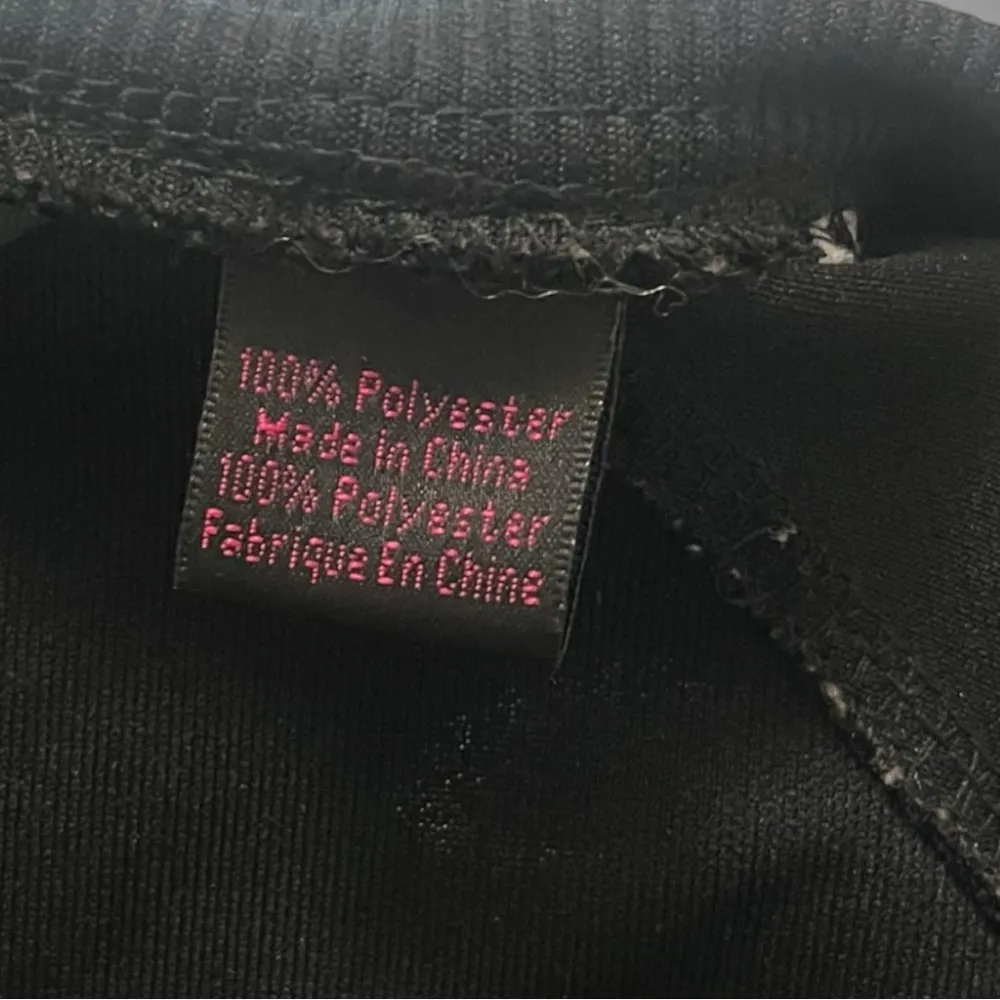 100% Polyester
Made in China
100% Polyester
Fabrique En Chine